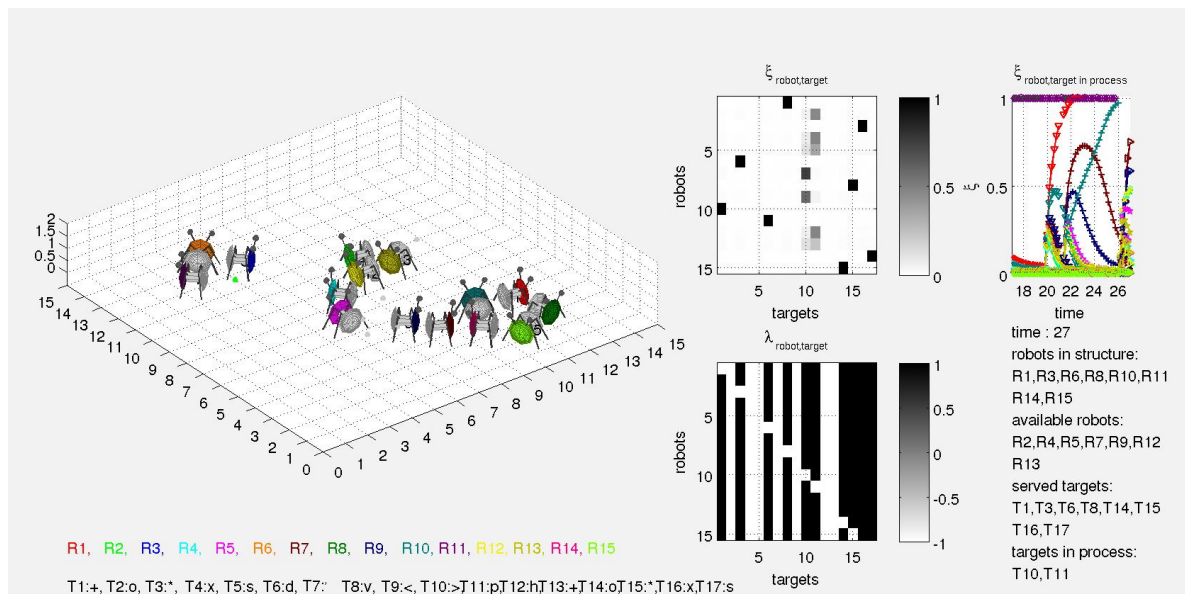 ξ robot,target
ξ robot,target in process
2
1.5
1
0.5
0
15
14
13
12
11
10
9
8
7
6
5
4
3
2
1
0
0
1
2
3
4
5
6
7
8
9
10
11
12
13
14
15
robots
5
10
15
5 10 15
targets
1
0.5
0
ξ
1
0.5
0
18 20 22 24 26
time
λ robot,target
robots
5
10
15
5 10 15
targets
1
0.5
0
-0.5
-1
time : 27
robots in structure:
R1,R3,R6,R8,R10,R11
R14,R15
available robots:
R2,R4,R5,R7,R9,R12
R13
served targets:
T1,T3,T6,T8,T14,T15
T16,T17
targets in process:
T10,T11
R1, R2, R3, R4, R5, R6, R7, R8, R9, R10, R11, R12, R13, R14, R15
T1:+, T2:o, T3:*, T4:x, T5:s, T6:d, T7: T8:v, T9:<, T10:>,T11:p,T12:h,T13:+,T14:o,T15:*,T16:x,T17:s